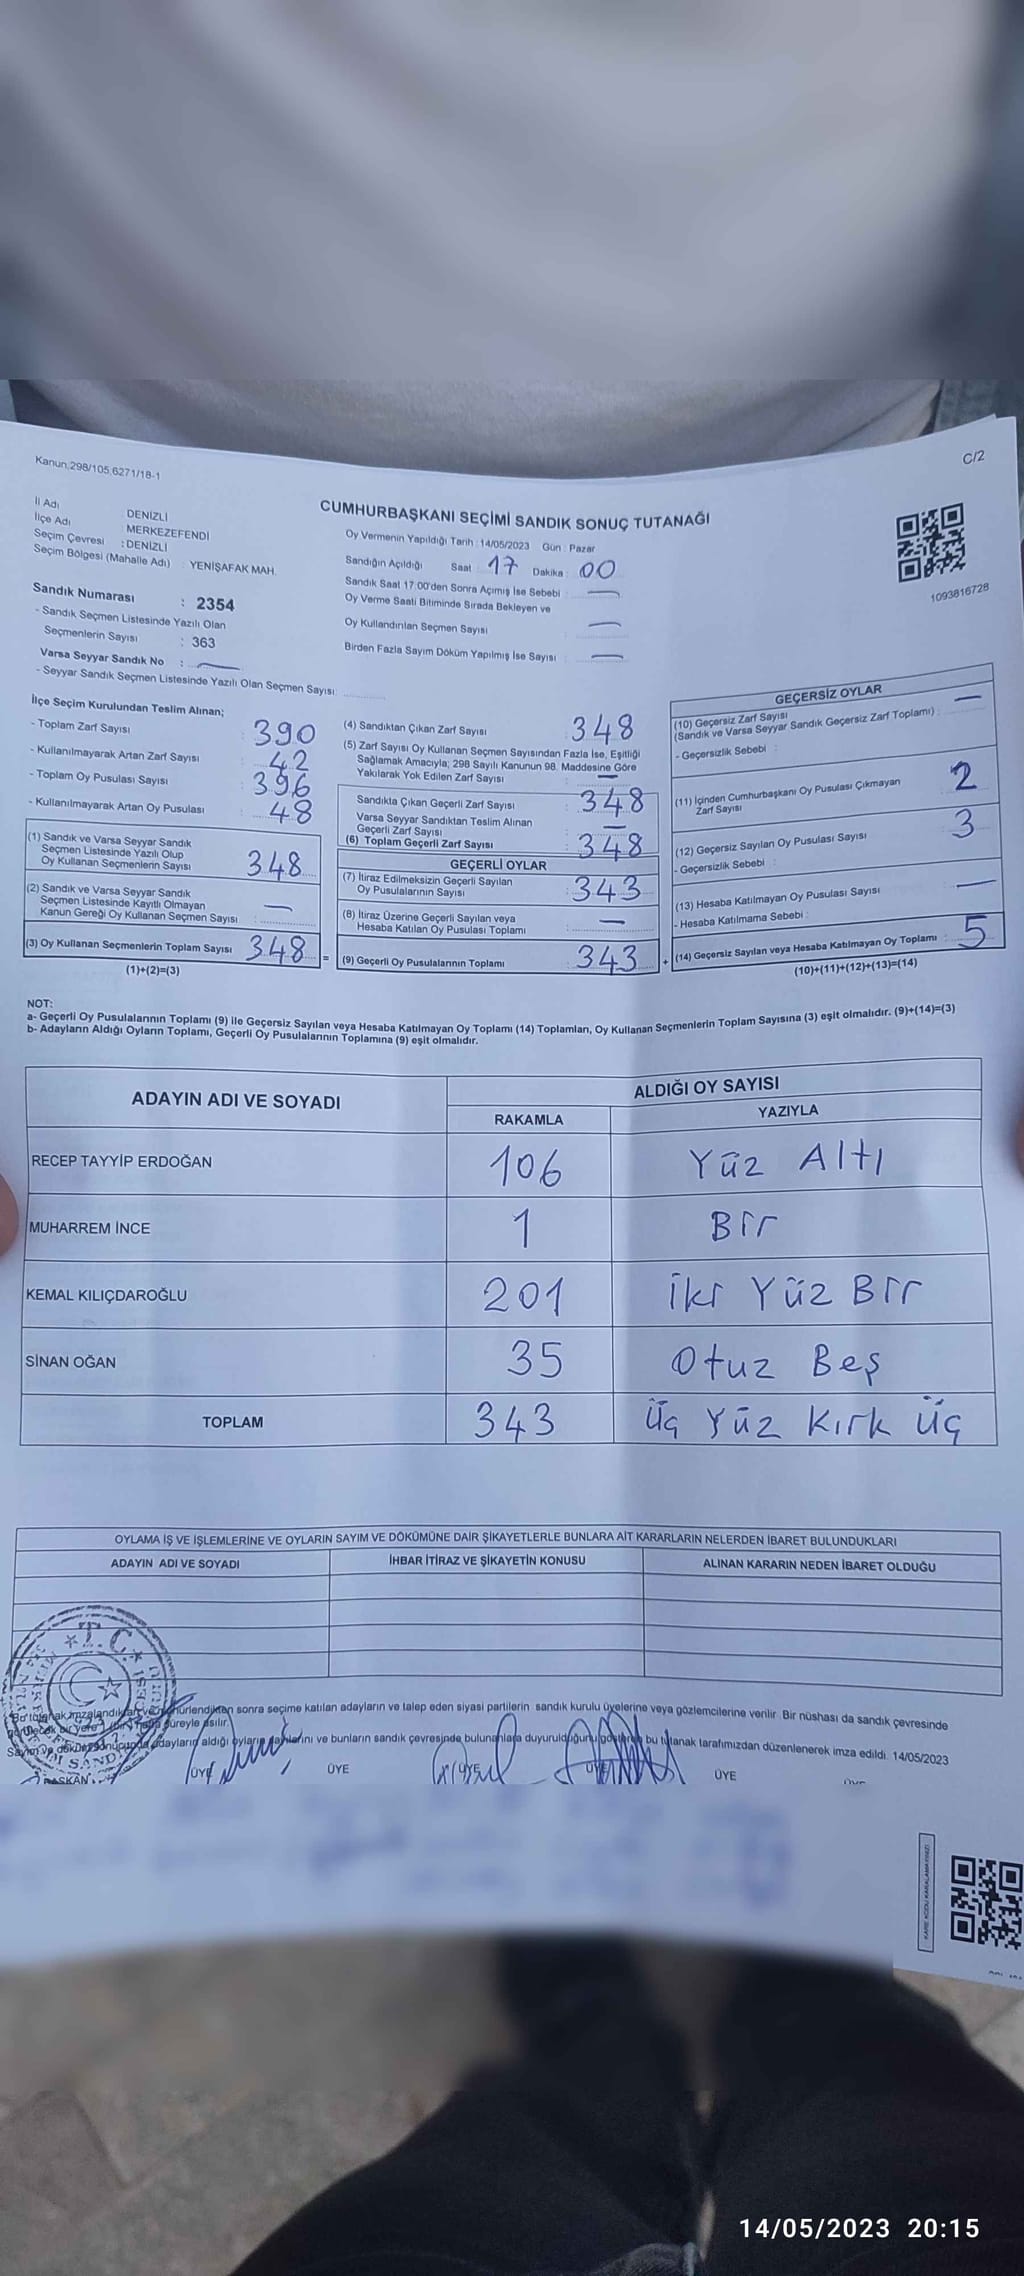 Kanun,298/105,6271/18-1
C/2
CUMHURBAŞKANI SEÇİMİ SANDIK SONUÇ TUTANAĞI
İl Adı DENİZLİ
İlçe Adı : MERKEZEFENDİ
Seçim Çevresi : DENİZLİ
Seçim Bölgesi (Mahalle Adı) : YENİŞAFAK MAH.
Oy Vermenin Yapıldığı Tarih : 14/05/2023 Gün : Pazar
Sandığın Açıldığı Saat 17 Dakika : 00
Sandık Saat 17:00'den Sonra Açımış İse Sebebi : —
Oy Verme Saati Bitiminde Sırada Bekleyen ve
Oy Kullandırılan Seçmen Sayısı : —
Birden Fazla Sayım Döküm Yapılmış İse Sayısı : —
1093816728
Sandık Numarası : 2354
- Sandık Seçmen Listesinde Yazılı Olan
Seçmenlerin Sayısı : 363
Varsa Seyyar Sandık No : —
- Seyyar Sandık Seçmen Listesinde Yazılı Olan Seçmen Sayısı:
İlçe Seçim Kurulundan Teslim Alınan;
- Toplam Zarf Sayısı : 390
- Kullanılmayarak Artan Zarf Sayısı : 42
- Toplam Oy Pusulası Sayısı : 396
- Kullanılmayarak Artan Oy Pusulası : 48
(1) Sandık ve Varsa Seyyar Sandık
Seçmen Listesinde Yazılı Olup
Oy Kullanan Seçmenlerin Sayısı : 348
(2) Sandık ve Varsa Seyyar Sandık
Seçmen Listesinde Kayıtlı Olmayan
Kanun Gereği Oy Kullanan Seçmen Sayısı : —
(3) Oy Kullanan Seçmenlerin Toplam Sayısı : 348 =
(1)+(2)=(3)
(4) Sandıktan Çıkan Zarf Sayısı : 348
(5) Zarf Sayısı Oy Kullanan Seçmen Sayısından Fazla İse, Eşitliği
Sağlamak Amacıyla; 298 Sayılı Kanunun 98. Maddesine Göre
Yakılarak Yok Edilen Zarf Sayısı : —
Sandıkta Çıkan Geçerli Zarf Sayısı : 348
Varsa Seyyar Sandıktan Teslim Alınan
Geçerli Zarf Sayısı : —
(6) Toplam Geçerli Zarf Sayısı : 348
GEÇERLİ OYLAR
(7) İtiraz Edilmeksizin Geçerli Sayılan
Oy Pusulalarının Sayısı : 343
(8) İtiraz Üzerine Geçerli Sayılan veya
Hesaba Katılan Oy Pusulası Toplamı : —
(9) Geçerli Oy Pusulalarının Toplamı : 343 +
GEÇERSİZ OYLAR
(10) Geçersiz Zarf Sayısı
(Sandık ve Varsa Seyyar Sandık Geçersiz Zarf Toplamı) : —
- Geçersizlik Sebebi :
(11) İçinden Cumhurbaşkanı Oy Pusulası Çıkmayan
Zarf Sayısı : 2
(12) Geçersiz Sayılan Oy Pusulası Sayısı : 3
- Geçersizlik Sebebi :
(13) Hesaba Katılmayan Oy Pusulası Sayısı : —
- Hesaba Katılmama Sebebi :
(14) Geçersiz Sayılan veya Hesaba Katılmayan Oy Toplamı : 5
(10)+(11)+(12)+(13)=(14)
NOT:
a- Geçerli Oy Pusulalarının Toplamı (9) ile Geçersiz Sayılan veya Hesaba Katılmayan Oy Toplamı (14) Toplamları, Oy Kullanan Seçmenlerin Toplam Sayısına (3) eşit olmalıdır. (9)+(14)=(3)
b- Adayların Aldığı Oyların Toplamı, Geçerli Oy Pusulalarının Toplamına (9) eşit olmalıdır.
ADAYIN ADI VE SOYADI
ALDIĞI OY SAYISI
RAKAMLA YAZIYLA
RECEP TAYYİP ERDOĞAN 106 Yüz Altı
MUHARREM İNCE 1 Bir
KEMAL KILIÇDAROĞLU 201 İki Yüz Bir
SİNAN OĞAN 35 Otuz Beş
TOPLAM 343 Üç Yüz Kırk Üç
OYLAMA İŞ VE İŞLEMLERİNE VE OYLARIN SAYIM VE DÖKÜMÜNE DAİR ŞİKAYETLERLE BUNLARA AİT KARARLARIN NELERDEN İBARET BULUNDUKLARI
ADAYIN ADI VE SOYADI İHBAR İTİRAZ VE ŞİKAYETİN KONUSU ALINAN KARARIN NEDEN İBARET OLDUĞU
T.C.
sonra seçime katılan adayların ve talep eden siyasi partilerin sandık kurulu üyelerine veya gözlemcilerine verilir. Bir nüshası da sandık çevresinde
süreyle asılır.
adayların aldığı oyların ve bunların sandık çevresinde bulunanlara duyurulduğunu gösteren bu tutanak tarafımızdan düzenlenerek imza edildi. 14/05/2023
BAŞKAN ÜYE ÜYE ÜYE ÜYE ÜYE
14/05/2023 20:15